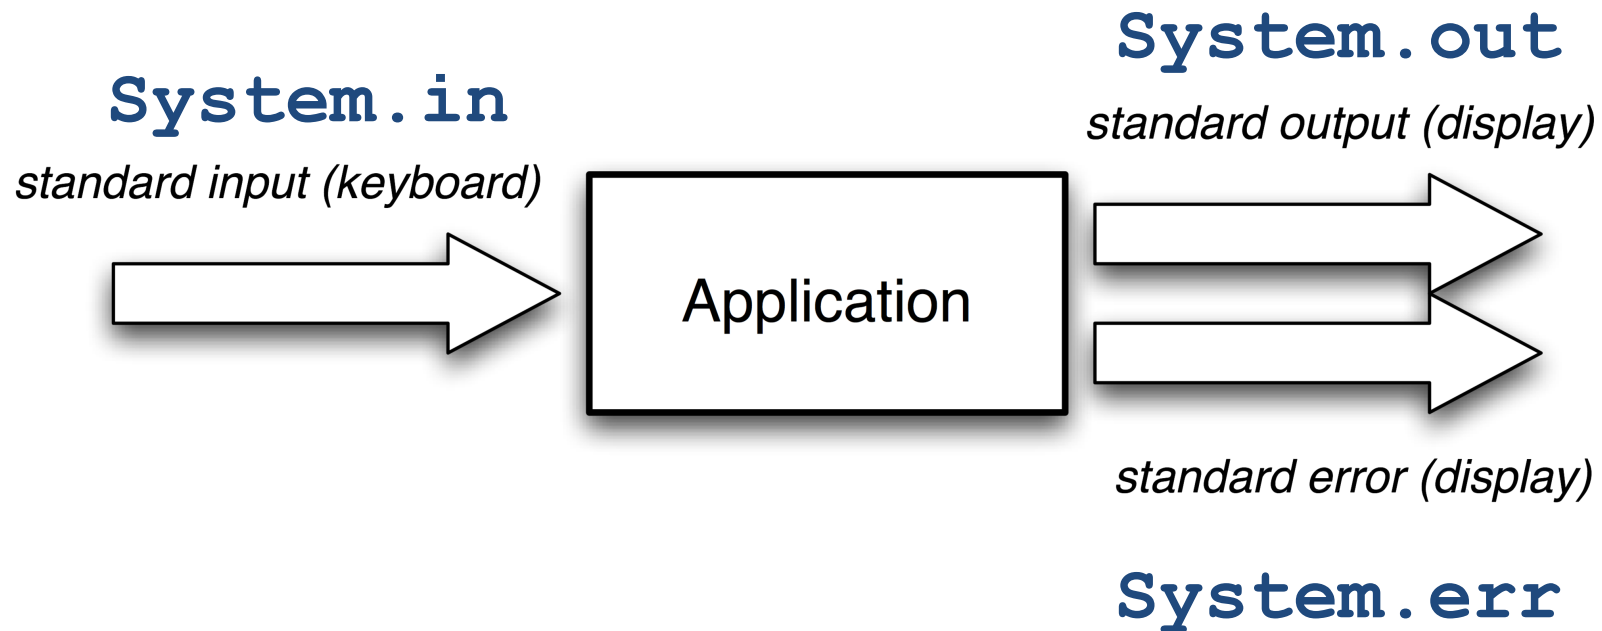 System.in
standard input (keyboard)
Application
System.out
standard output (display)
standard error (display)
System.err